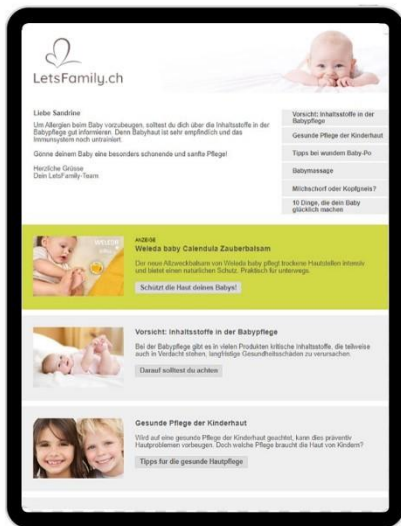 LetsFamily.ch
Liebe Sandrine
Um Allergien beim Baby vorzubeugen, solltest du dich über die Inhaltsstoffe in der
Babypflege gut informieren. Denn Babyhaut ist sehr empfindlich und das
Immunsystem noch untrainiert.
Gönne deinem Baby eine besonders schonende und sanfte Pflege!
Herzliche Grüsse
Dein LetsFamily-Team
Vorsicht: Inhaltsstoffe in der
Babypflege
Gesunde Pflege der Kinderhaut
Tipps bei wundem Baby-Po
Babymassage
Milchschorf oder Kopfgneis?
10 Dinge, die dein Baby
glücklich machen
WELEDA
ANZEIGE
Weleda baby Calendula Zauberbalsam
Der neue Allzweckbalsam von Weleda baby pflegt trockene Hautstellen intensiv
und bietet einen natürlichen Schutz. Praktisch für unterwegs.
Schützt die Haut deines Babys!
Vorsicht: Inhaltsstoffe in der Babypflege
Bei der Babypflege gibt es in vielen Produkten kritische Inhaltsstoffe, die teilweise
auch in Verdacht stehen, langfristige Gesundheitsschäden zu verursachen.
Darauf solltest du achten
Gesunde Pflege der Kinderhaut
Wird auf eine gesunde Pflege der Kinderhaut geachtet, kann dies präventiv
Hautproblemen vorbeugen. Doch welche Pflege braucht die Haut von Kindern?
Tipps für die gesunde Hautpflege